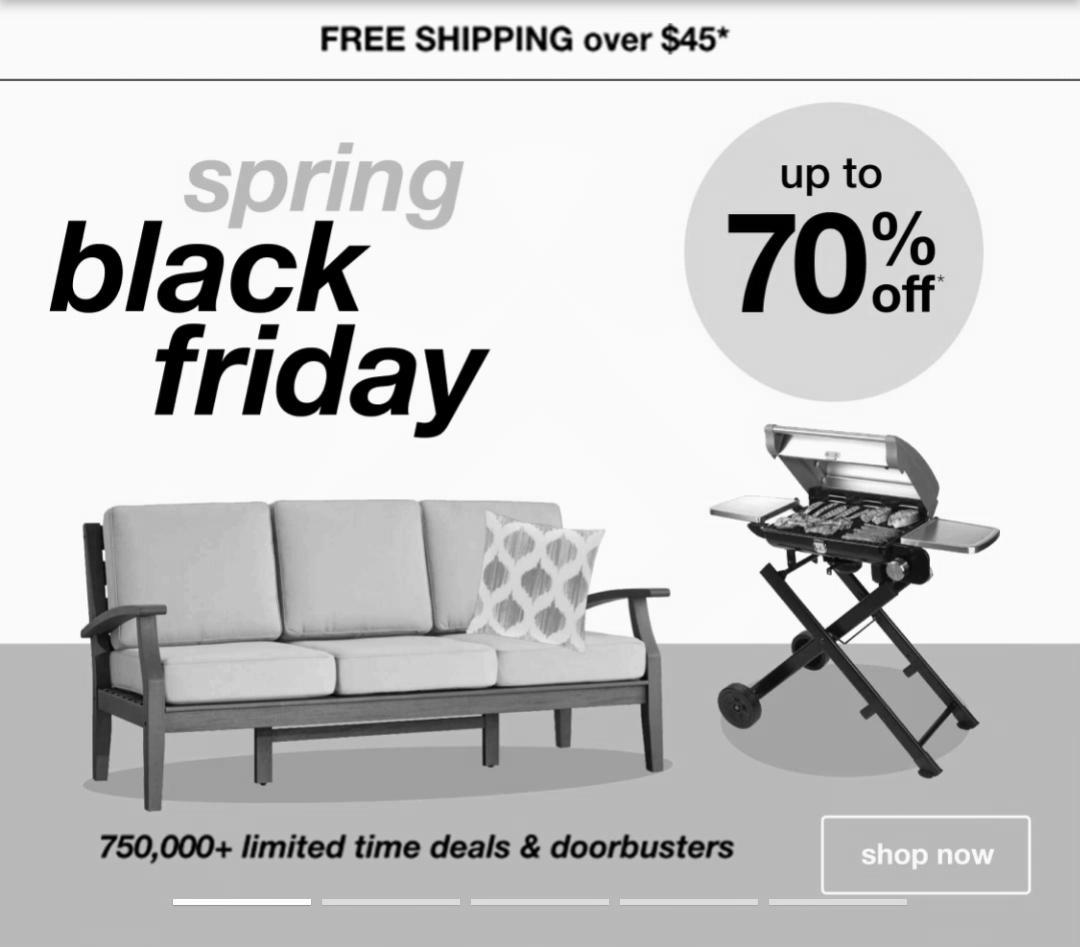 FREE SHIPPING over $45*
spring
black
friday
up to
70%
off*
750,000+ limited time deals & doorbusters
shop now